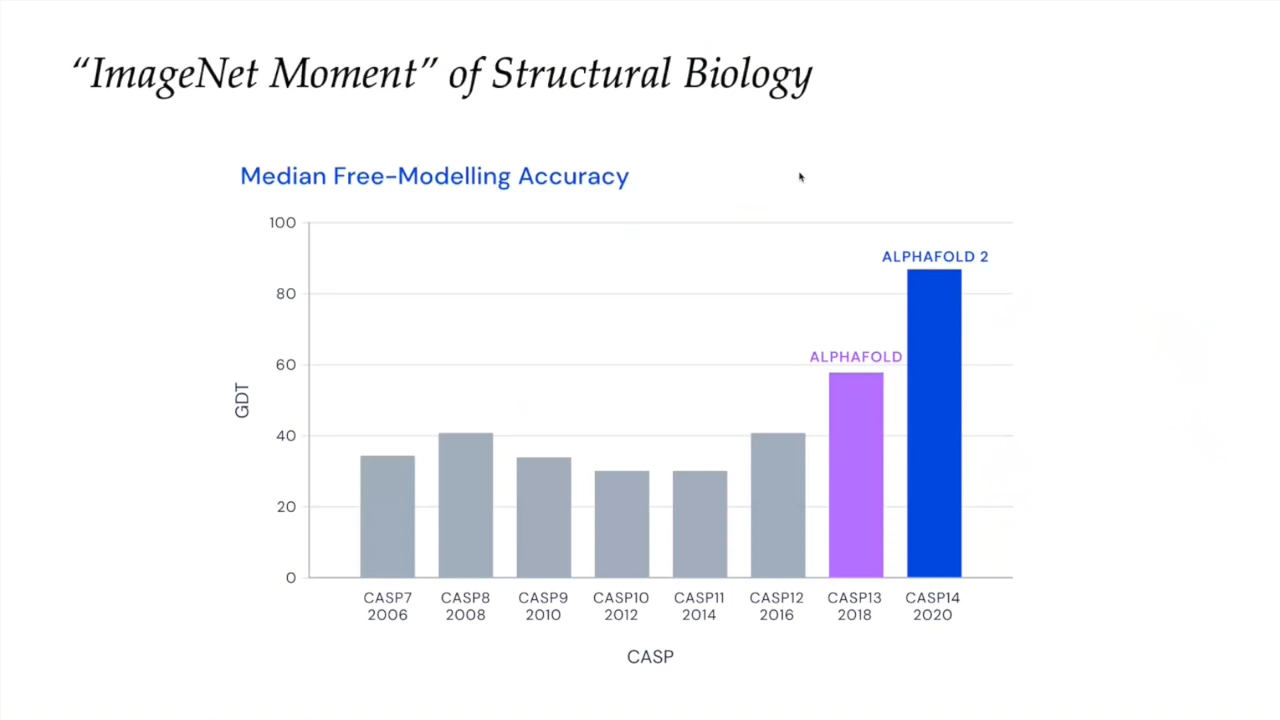 “ImageNet Moment” of Structural Biology
Median Free-Modelling Accuracy
100
80
60
40
20
0
GDT
ALPHAFOLD
ALPHAFOLD 2
CASP7 CASP8 CASP9 CASP10 CASP11 CASP12 CASP13 CASP14
2006 2008 2010 2012 2014 2016 2018 2020
CASP